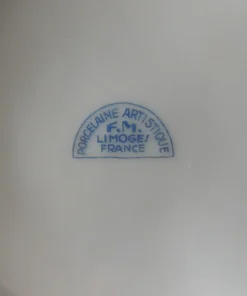 PORCELAINE ARTISTIQUE
F.M.
LIMOGES
FRANCE